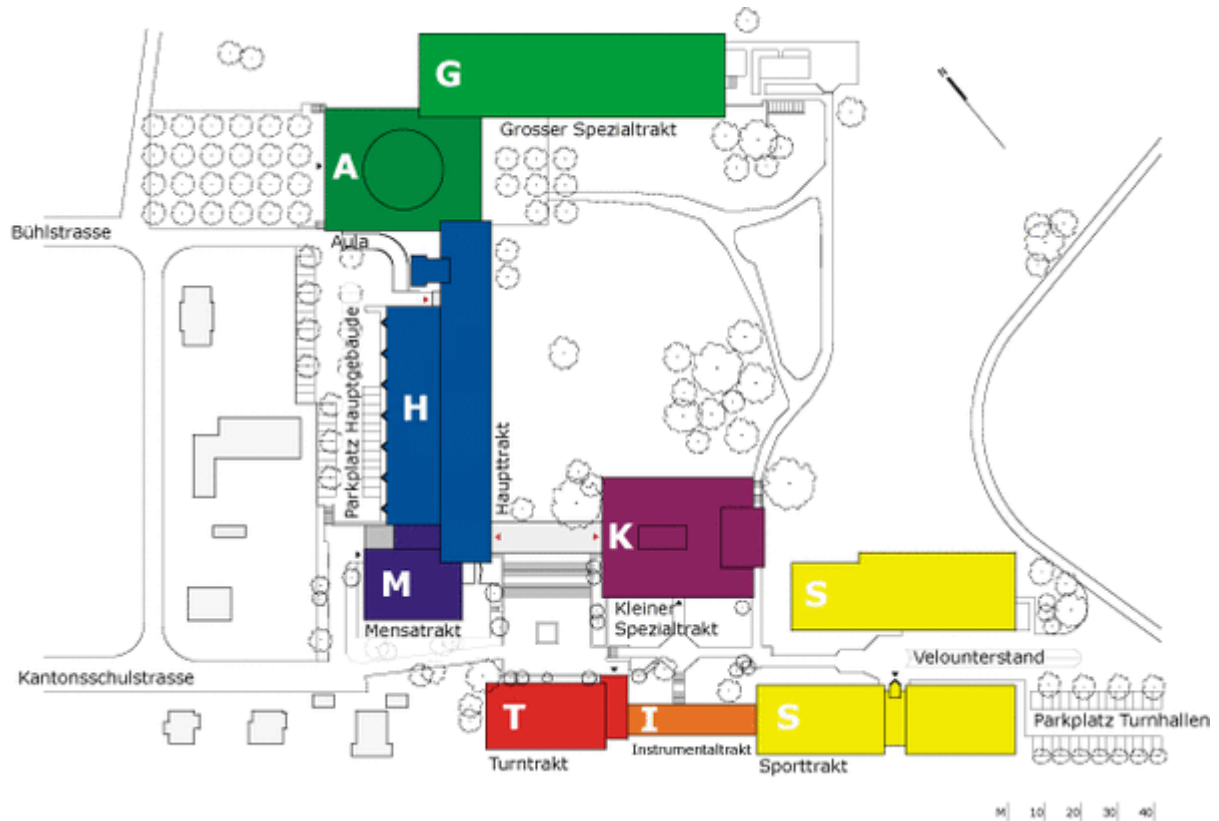 N
G
Grosser Spezialtrakt
A
Bühlstrasse
Aula
Parkplatz Hauptgebäude
H
Haupttrakt
K
M
S
Kleiner
Spezialtrakt
Mensatrakt
Velounterstand
Kantonsschulstrasse
T
I
S
Parkplatz Turnhallen
Instrumentaltrakt
Turntrakt
Sporttrakt
M 10 20 30 40